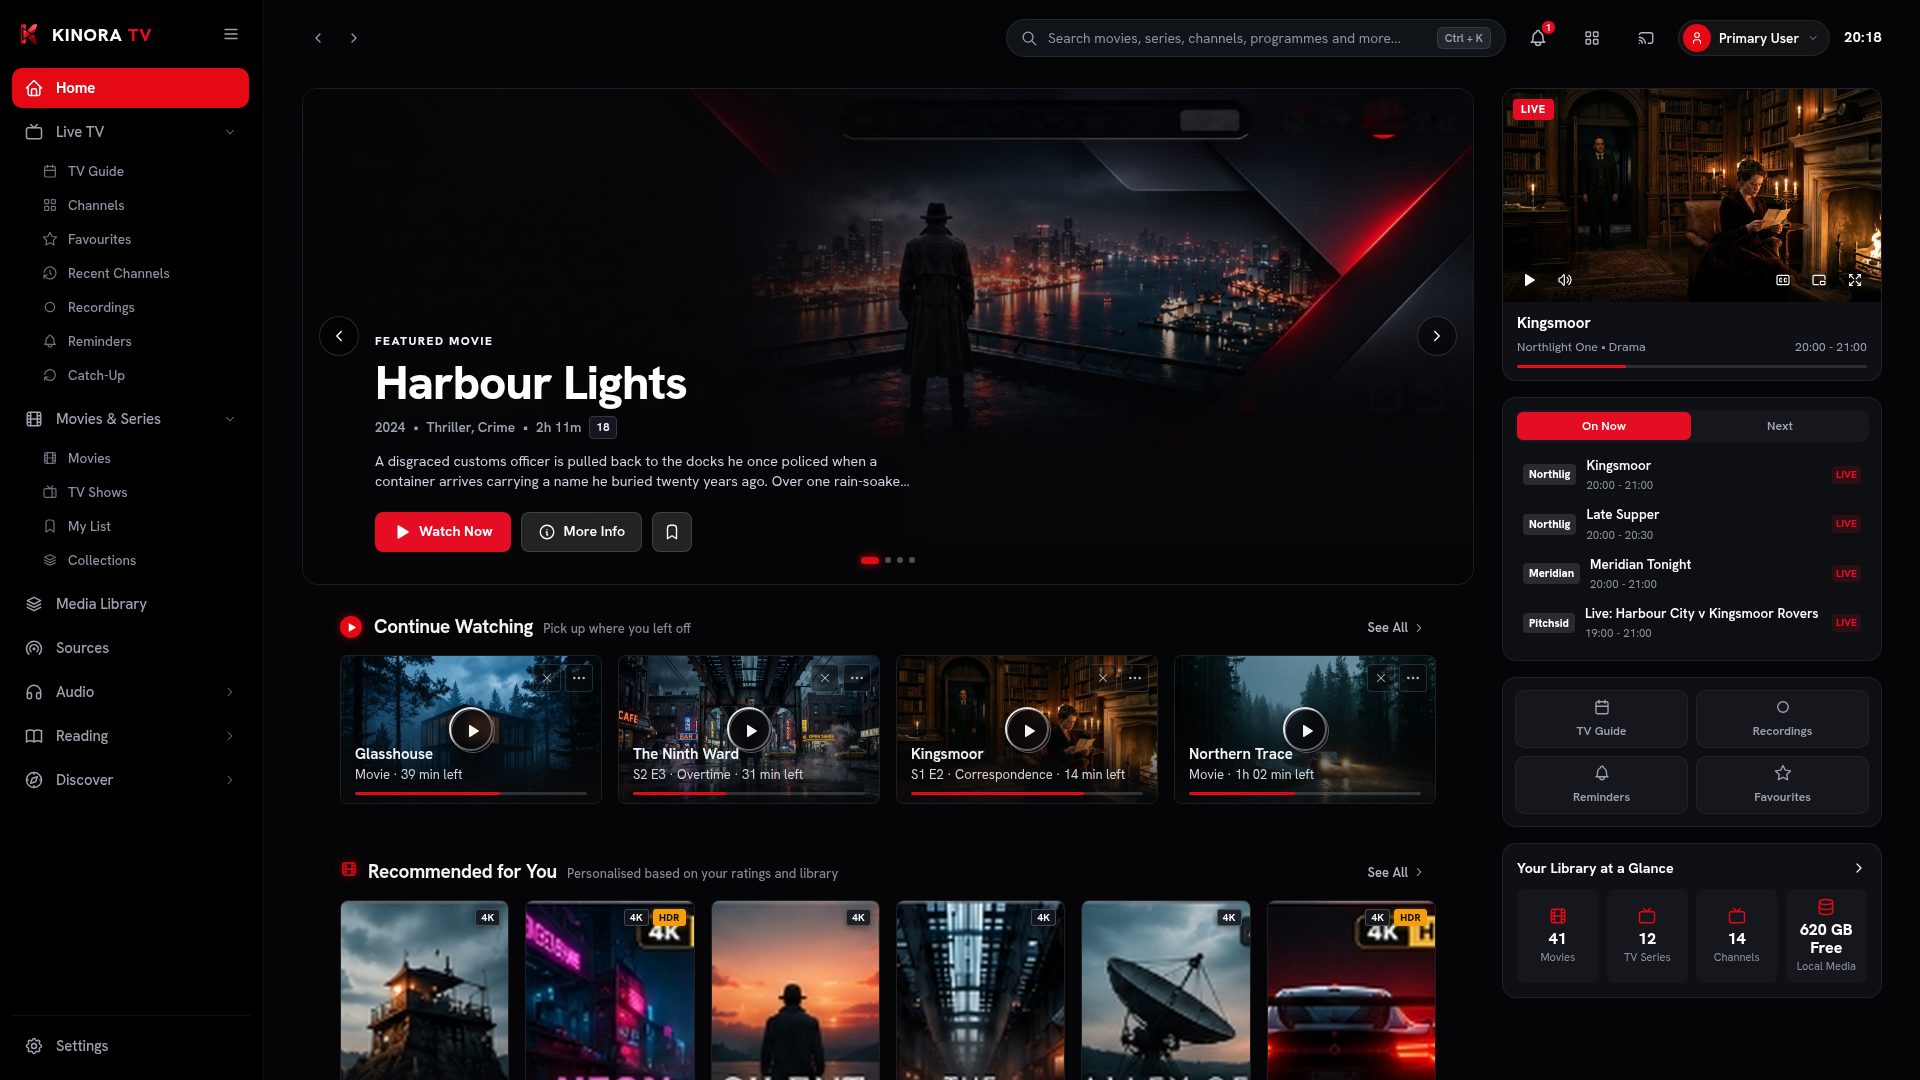 KINORA TV
Home
Live TV
TV Guide
Channels
Favourites
Recent Channels
Recordings
Reminders
Catch-Up
Movies & Series
Movies
TV Shows
My List
Collections
Media Library
Sources
Audio
Reading
Discover
Settings
Search movies, series, channels, programmes and more...
Ctrl + K
1
Primary User
20:18
FEATURED MOVIE
Harbour Lights
2024 • Thriller, Crime • 2h 11m 18
A disgraced customs officer is pulled back to the docks he once policed when a
container arrives carrying a name he buried twenty years ago. Over one rain-soake...
Watch Now
More Info
Continue Watching Pick up where you left off
See All
Glasshouse
Movie · 39 min left
CAFE
BAR
The Ninth Ward
S2 E3 · Overtime · 31 min left
Kingsmoor
S1 E2 · Correspondence · 14 min left
Northern Trace
Movie · 1h 02 min left
Recommended for You Personalised based on your ratings and library
See All
4K
4K HDR
4K
NEON
4K
SILENT
4K
THE
4K
VALLEY OF
4K HDR
4K
LIVE
Kingsmoor
Northlight One • Drama
20:00 - 21:00
On Now
Next
Northlig
Kingsmoor
20:00 - 21:00
LIVE
Northlig
Late Supper
20:00 - 20:30
LIVE
Meridian
Meridian Tonight
20:00 - 21:00
LIVE
Pitchsid
Live: Harbour City v Kingsmoor Rovers
19:00 - 21:00
LIVE
TV Guide
Recordings
Reminders
Favourites
Your Library at a Glance
41
Movies
12
TV Series
14
Channels
620 GB
Free
Local Media